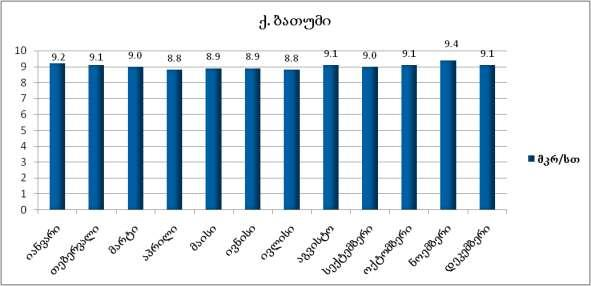 ქ. ბათუმი
10
9
8
7
6
5
4
3
2
1
0
9.2 9.1 9.0 8.8 8.9 8.9 8.8 9.1 9.0 9.1 9.4 9.1
იანვარი თებერვალი მარტი აპრილი მაისი ივნისი ივლისი აგვისტო სექტემბერი ოქტომბერი ნოემბერი დეკემბერი
მკრ/სთ